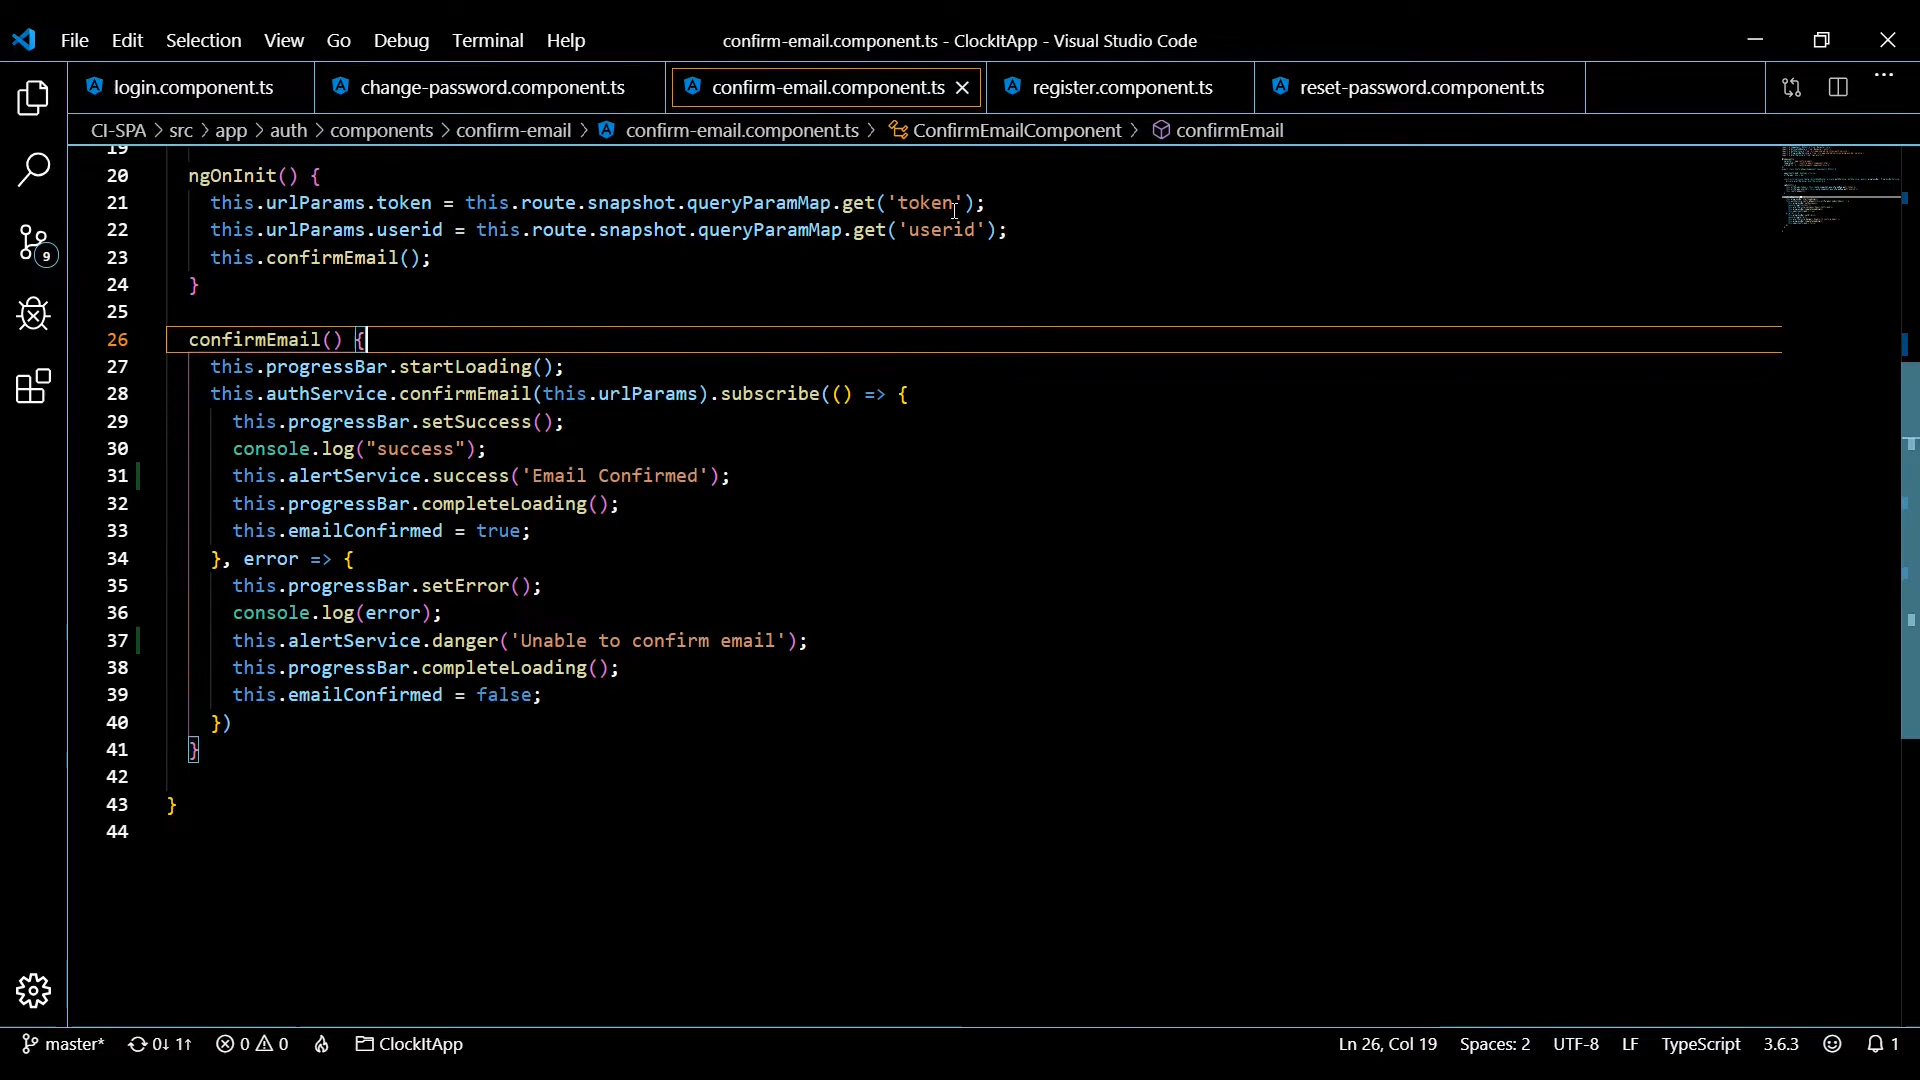 File Edit Selection View Go Debug Terminal Help
confirm-email.component.ts - ClockItApp - Visual Studio Code
login.component.ts
change-password.component.ts
confirm-email.component.ts
register.component.ts
reset-password.component.ts
CI-SPA > src > app > auth > components > confirm-email > confirm-email.component.ts > ConfirmEmailComponent > confirmEmail
19
20 ngOnInit() {
21 this.urlParams.token = this.route.snapshot.queryParamMap.get('token');
22 this.urlParams.userid = this.route.snapshot.queryParamMap.get('userid');
23 this.confirmEmail();
24 }
25
26 confirmEmail() {
27 this.progressBar.startLoading();
28 this.authService.confirmEmail(this.urlParams).subscribe(() => {
29 this.progressBar.setSuccess();
30 console.log("success");
31 this.alertService.success('Email Confirmed');
32 this.progressBar.completeLoading();
33 this.emailConfirmed = true;
34 }, error => {
35 this.progressBar.setError();
36 console.log(error);
37 this.alertService.danger('Unable to confirm email');
38 this.progressBar.completeLoading();
39 this.emailConfirmed = false;
40 })
41 }
42
43 }
44
9
master* 0↓ 1↑ 0 0 ClockItApp
Ln 26, Col 19 Spaces: 2 UTF-8 LF TypeScript 3.6.3 1